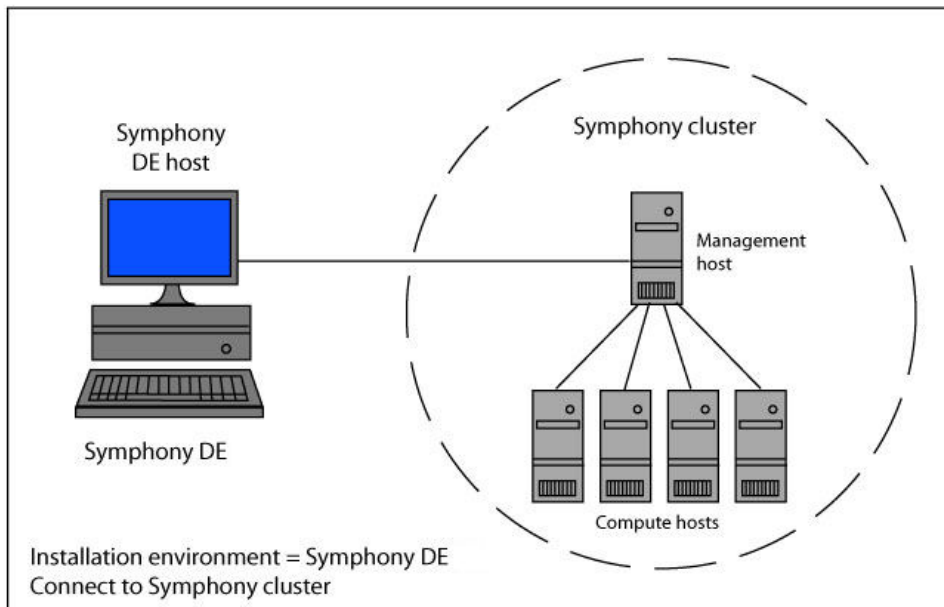 Symphony
DE host
Symphony DE
Symphony cluster
Management
host
Compute hosts
Installation environment = Symphony DE
Connect to Symphony cluster